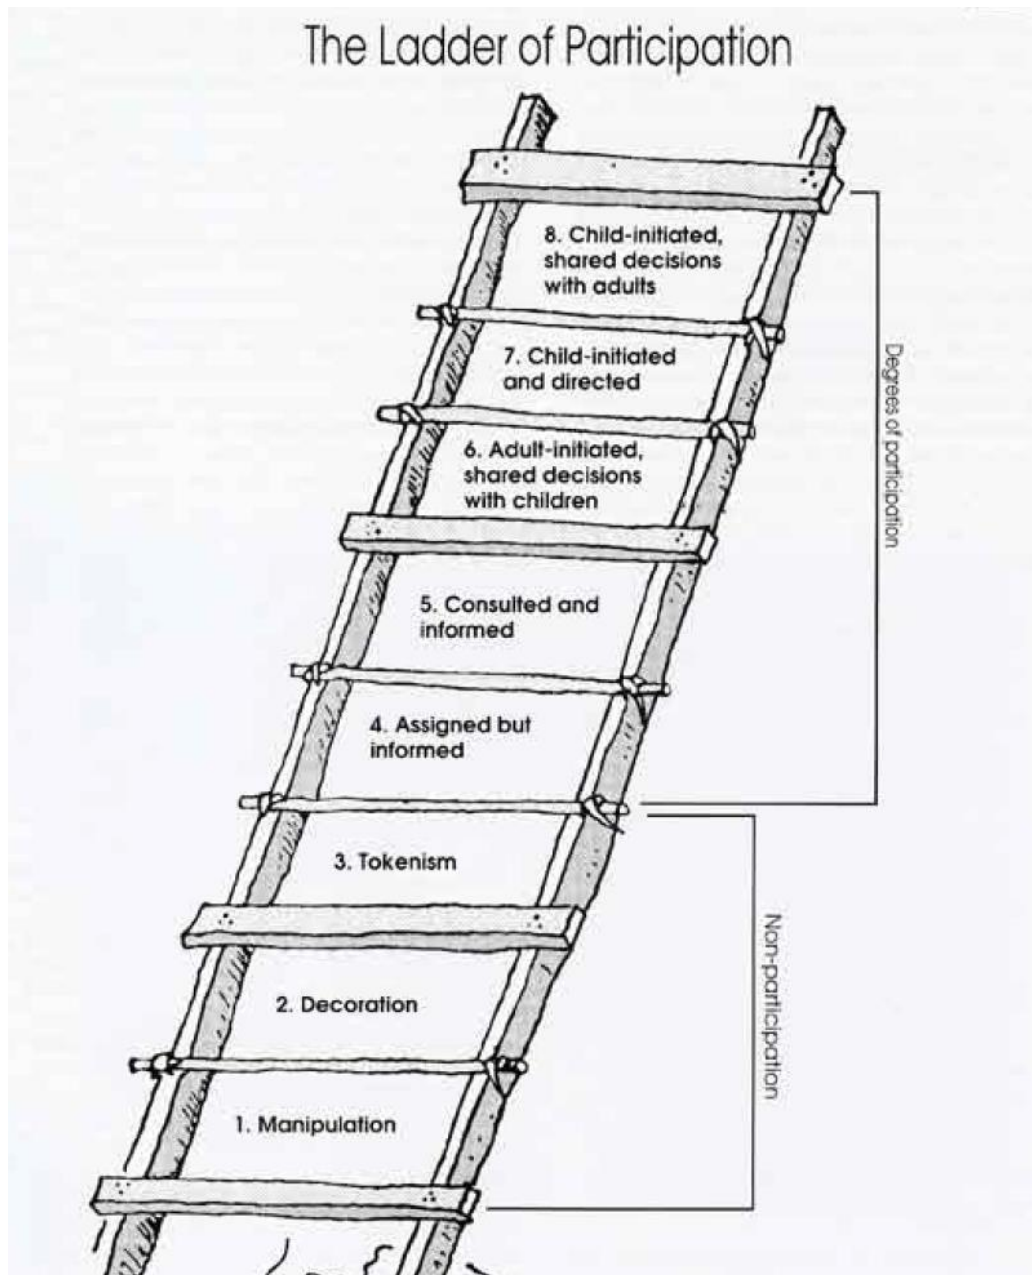 The Ladder of Participation
8. Child-initiated,
shared decisions
with adults
7. Child-initiated
and directed
6. Adult-initiated,
shared decisions
with children
5. Consulted and
informed
4. Assigned but
informed
3. Tokenism
2. Decoration
1. Manipulation
Degrees of participation
Non-participation